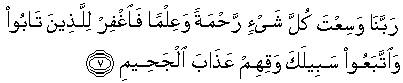 رَبَّنَا وَسِعْتَ كُلَّ شَىْءٍ رَّحْمَةً وَعِلْمًا فَٱغْفِرْ لِلَّذِينَ تَابُوا۟
وَٱتَّبَعُوا۟ سَبِيلَكَ وَقِهِمْ عَذَابَ ٱلْجَحِيمِ ٧